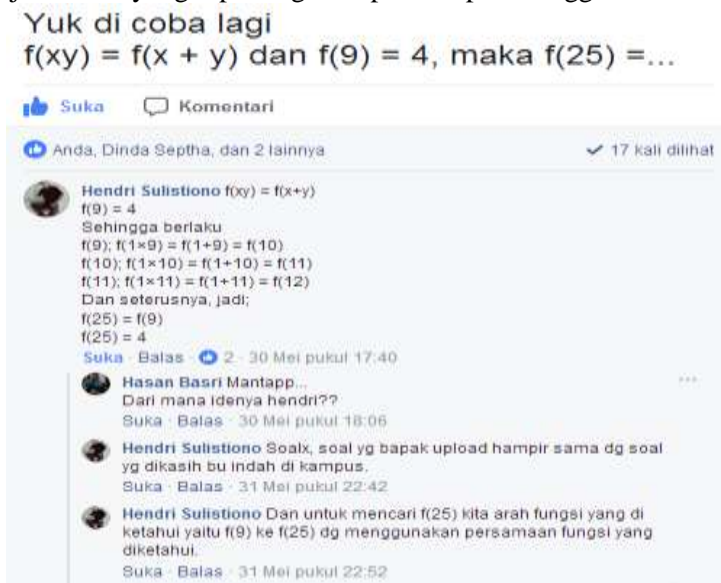 Yuk di coba lagi
f(xy) = f(x + y) dan f(9) = 4, maka f(25) =...
Suka Komentari
Anda, Dinda Septha, dan 2 lainnya 17 kali dilihat
Hendri Sulistiono f(xy) = f(x+y)
f(9) = 4
Sehingga berlaku
f(9); f(1×9) = f(1+9) = f(10)
f(10); f(1×10) = f(1+10) = f(11)
f(11); f(1×11) = f(1+11) = f(12)
Dan seterusnya, jadi;
f(25) = f(9)
f(25) = 4
Suka · Balas · 2 · 30 Mei pukul 17:40
Hasan Basri Mantapp...
Dari mana idenya hendri??
Suka · Balas · 30 Mei pukul 18:06
Hendri Sulistiono Soalx, soal yg bapak upload hampir sama dg soal
yg dikasih bu indah di kampus.
Suka · Balas · 31 Mei pukul 22:42
Hendri Sulistiono Dan untuk mencari f(25) kita arah fungsi yang di
ketahui yaitu f(9) ke f(25) dg menggunakan persamaan fungsi yang
diketahui.
Suka · Balas · 31 Mei pukul 22:52